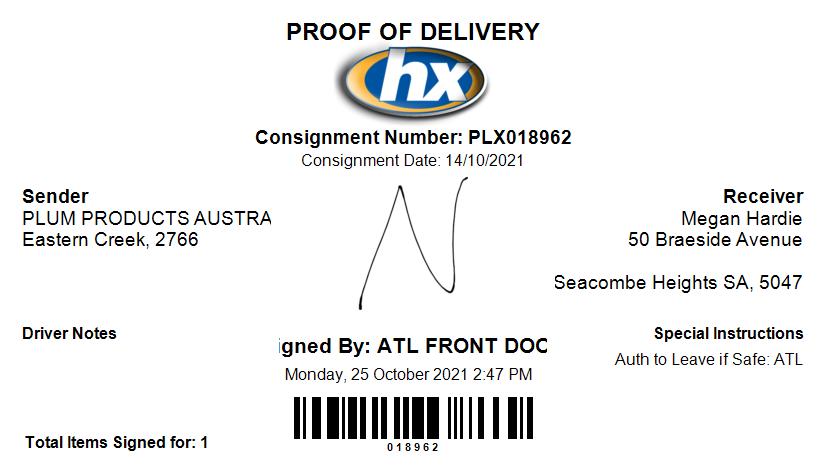 PROOF OF DELIVERY
hx
Consignment Number: PLX018962
Consignment Date: 14/10/2021
Sender
PLUM PRODUCTS AUSTRA
Eastern Creek, 2766
Receiver
Megan Hardie
50 Braeside Avenue
Seacombe Heights SA, 5047
Driver Notes
Special Instructions
Auth to Leave if Safe: ATL
igned By: ATL FRONT DOO
Monday, 25 October 2021 2:47 PM
018962
Total Items Signed for: 1